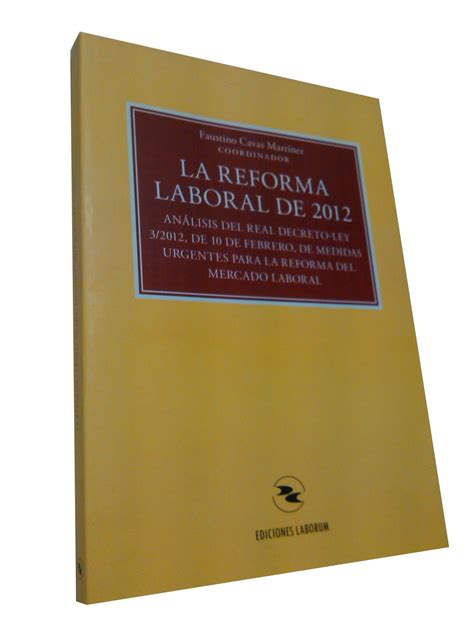 Faustino Cavas Martínez
COORDINADOR
LA REFORMA
LABORAL DE 2012
ANÁLISIS DEL REAL DECRETO-LEY
3/2012, DE 10 DE FEBRERO, DE MEDIDAS
URGENTES PARA LA REFORMA DEL
MERCADO LABORAL
EDICIONES LABORUM